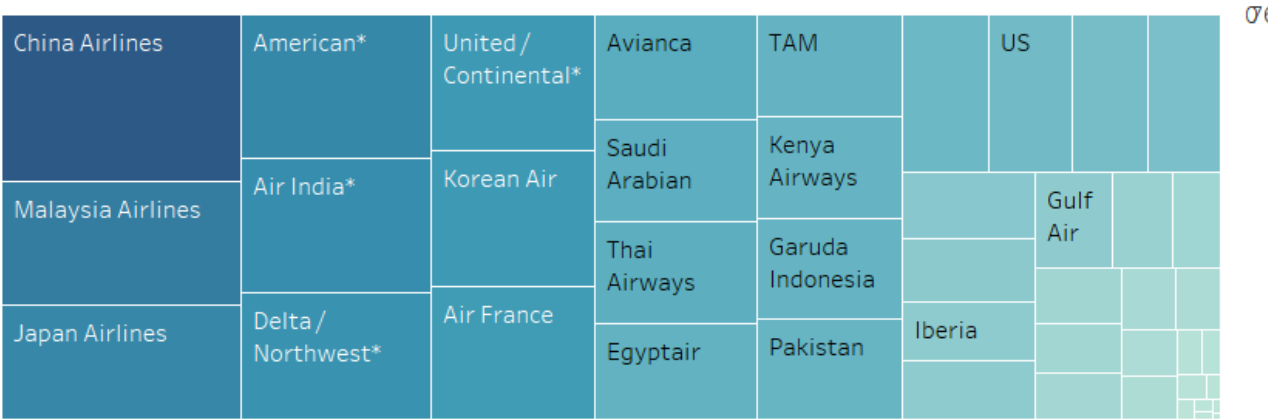 China Airlines
Malaysia Airlines
Japan Airlines
American*
Air India*
Delta /
Northwest*
United /
Continental*
Korean Air
Air France
Avianca
Saudi
Arabian
Thai
Airways
Egyptair
TAM
Kenya
Airways
Garuda
Indonesia
Pakistan
US
Iberia
Gulf
Air